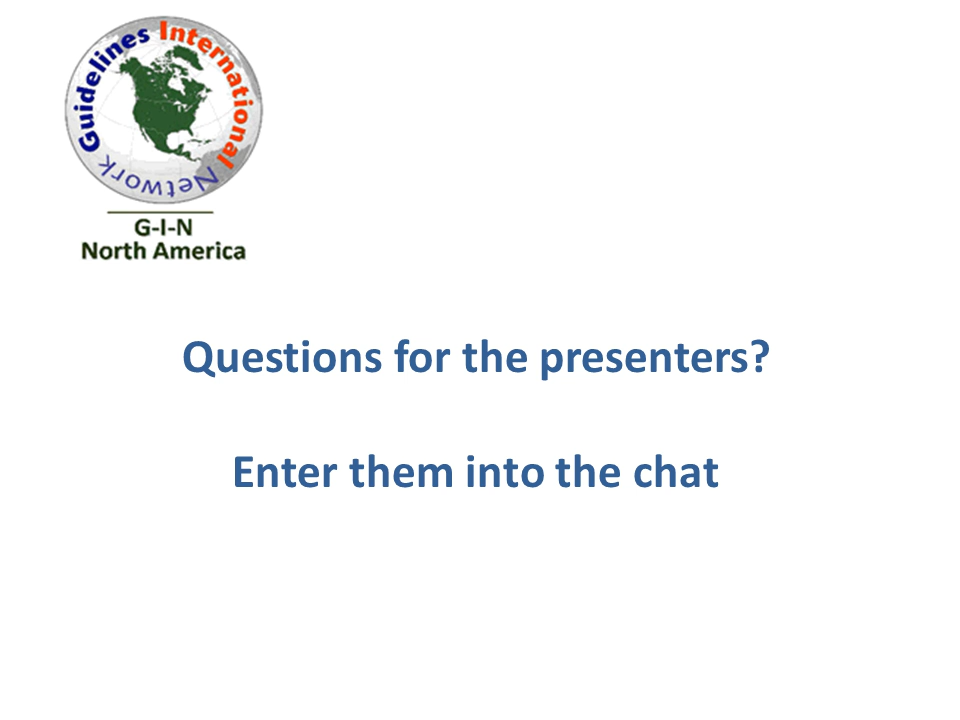 Guidelines International Network
G-I-N
North America
Questions for the presenters?
Enter them into the chat